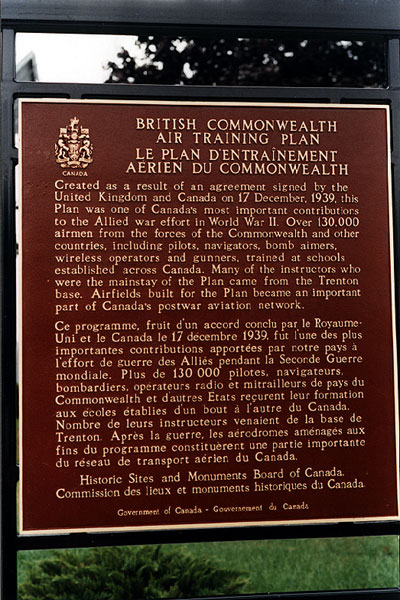 CANADA
BRITISH COMMONWEALTH
AIR TRAINING PLAN
LE PLAN D'ENTRAÎNEMENT
AÉRIEN DU COMMONWEALTH
Created as a result of an agreement signed by the
United Kingdom and Canada on 17 December, 1939, this
Plan was one of Canada's most important contributions
to the Allied war effort in World War II. Over 130,000
airmen from the forces of the Commonwealth and other
countries, including pilots, navigators, bomb aimers,
wireless operators and gunners, trained at schools
established across Canada. Many of the instructors who
were the mainstay of the Plan came from the Trenton
base. Airfields built for the Plan became an important
part of Canada's postwar aviation network.
Ce programme, fruit d'un accord conclu par le Royaume-
Uni et le Canada le 17 décembre 1939, fut l'une des plus
importantes contributions apportées par notre pays à
l'effort de guerre des Alliés pendant la Seconde Guerre
mondiale. Plus de 130 000 pilotes, navigateurs,
bombardiers, opérateurs radio et mitrailleurs de pays du
Commonwealth et d'autres États reçurent leur formation
aux écoles établies d'un bout à l'autre du Canada.
Nombre de leurs instructeurs venaient de la base de
Trenton. Après la guerre, les aérodromes aménagés aux
fins du programme constituèrent une partie importante
du réseau de transport aérien du Canada.
Historic Sites and Monuments Board of Canada.
Commission des lieux et monuments historiques du Canada.
Government of Canada - Gouvernement du Canada